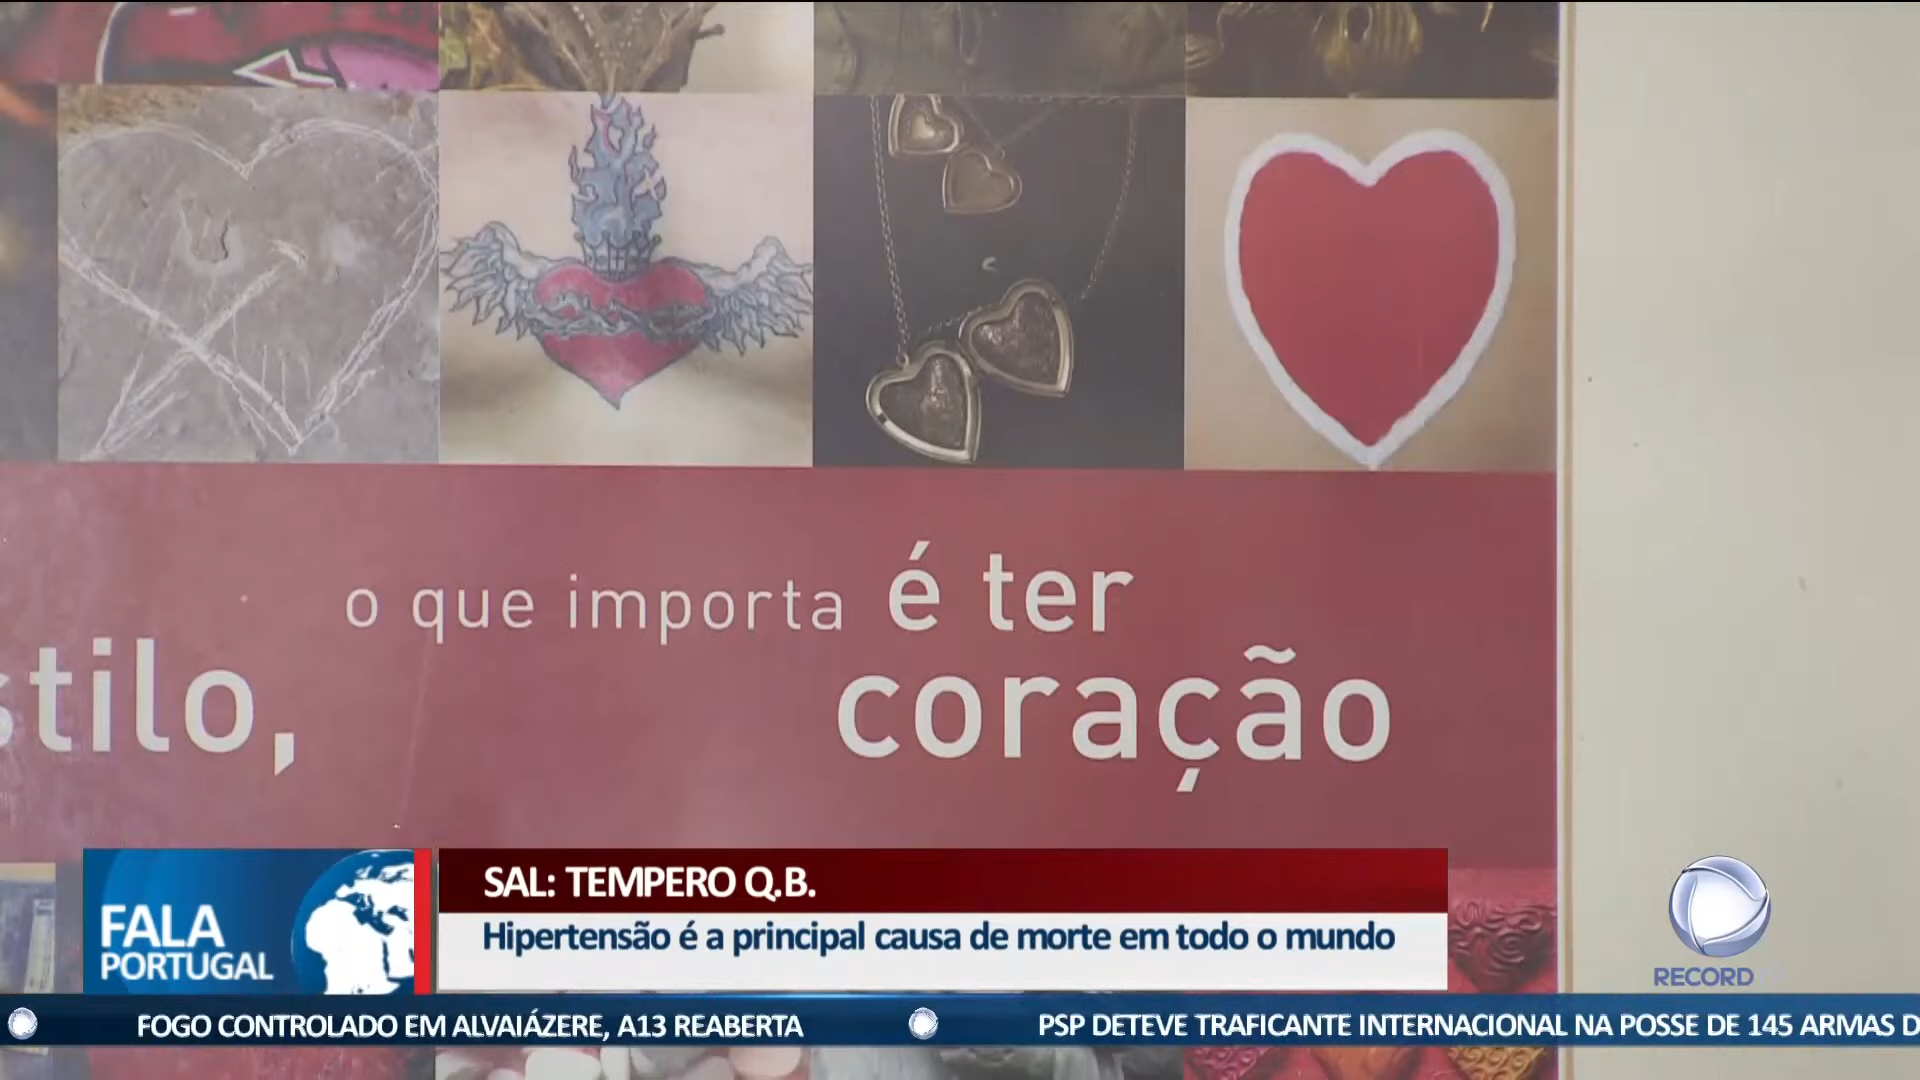 o que importa é ter
stilo,
coração
SAL: TEMPERO Q.B.
Hipertensão é a principal causa de morte em todo o mundo
FALA
PORTUGAL
RECORD
FOGO CONTROLADO EM ALVAIÁZERE, A13 REABERTA
PSP DETEVE TRAFICANTE INTERNACIONAL NA POSSE DE 145 ARMAS D